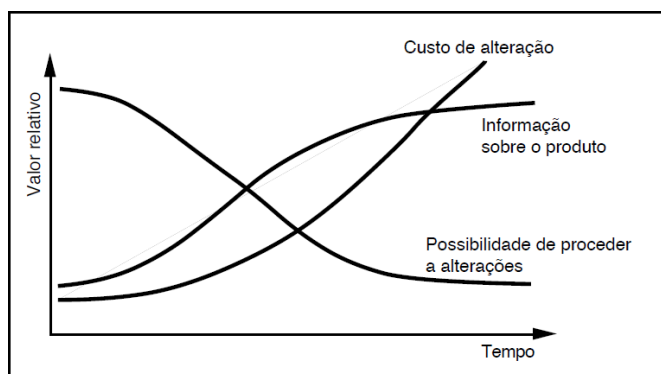 Custo de alteração
Valor relativo
Informação
sobre o produto
Possibilidade de proceder
a alterações
Tempo